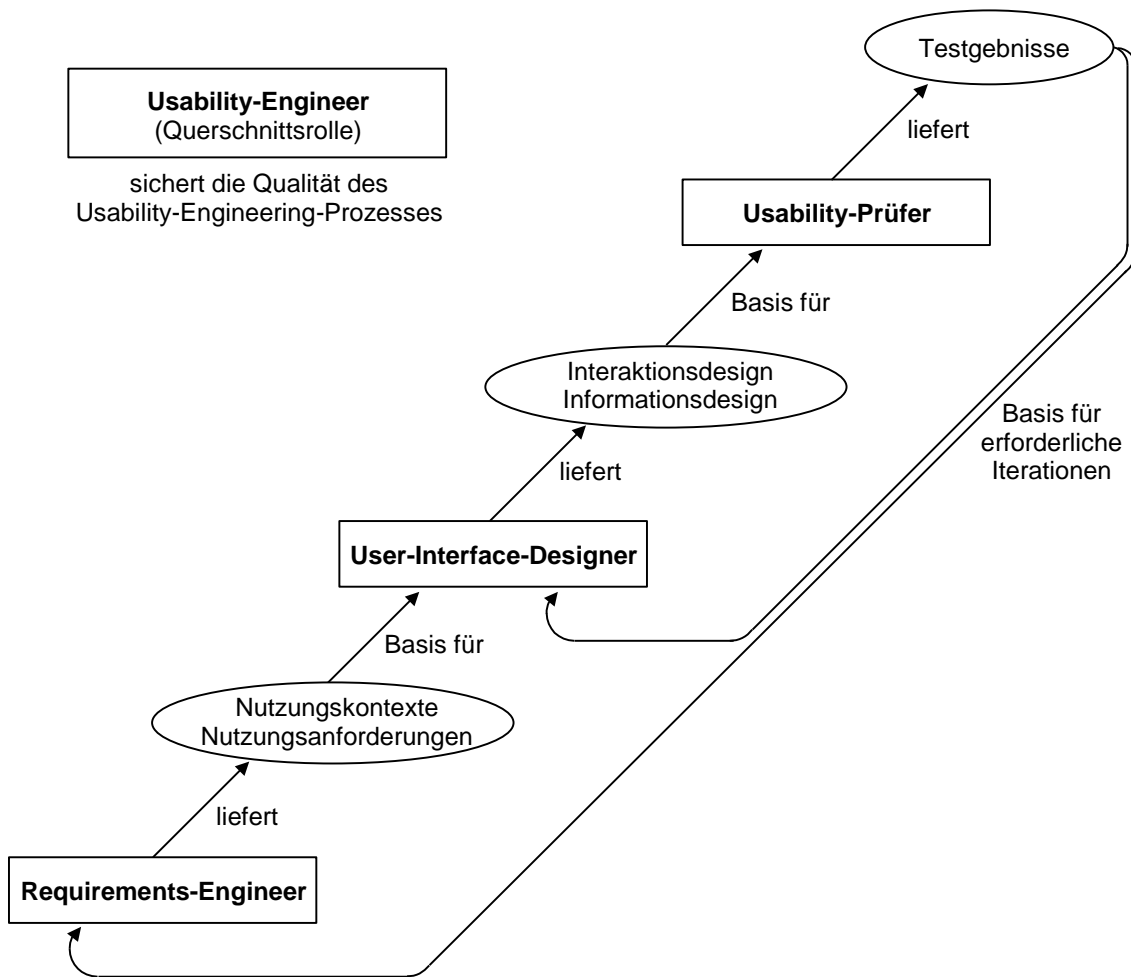 Testgebnisse
Usability-Engineer
(Querschnittsrolle)
liefert
sichert die Qualität des
Usability-Engineering-Prozesses
Usability-Prüfer
Basis für
Interaktionsdesign
Informationsdesign
Basis für
erforderliche
Iterationen
liefert
User-Interface-Designer
Basis für
Nutzungskontexte
Nutzungsanforderungen
liefert
Requirements-Engineer